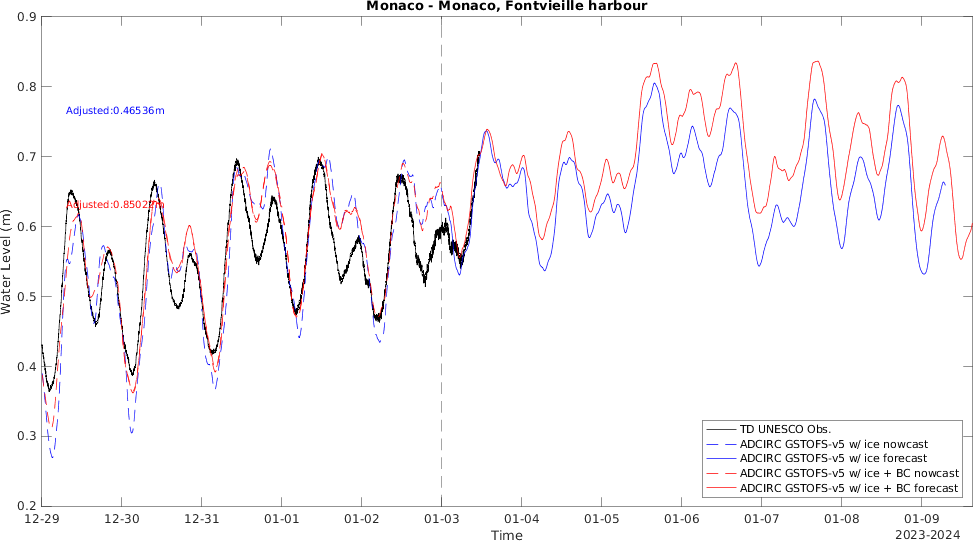 Monaco - Monaco, Fontvieille harbour
0.9
0.8
0.7
0.6
0.5
0.4
0.3
0.2
Water Level (m)
Adjusted:0.46536m
TD UNESCO Obs.
ADCIRC GSTOFS-v5 w/ ice nowcast
ADCIRC GSTOFS-v5 w/ ice forecast
ADCIRC GSTOFS-v5 w/ ice + BC nowcast
ADCIRC GSTOFS-v5 w/ ice + BC forecast
12-29 12-30 12-31 01-01 01-02 01-03 01-04 01-05 01-06 01-07 01-08 01-09
Time
2023-2024